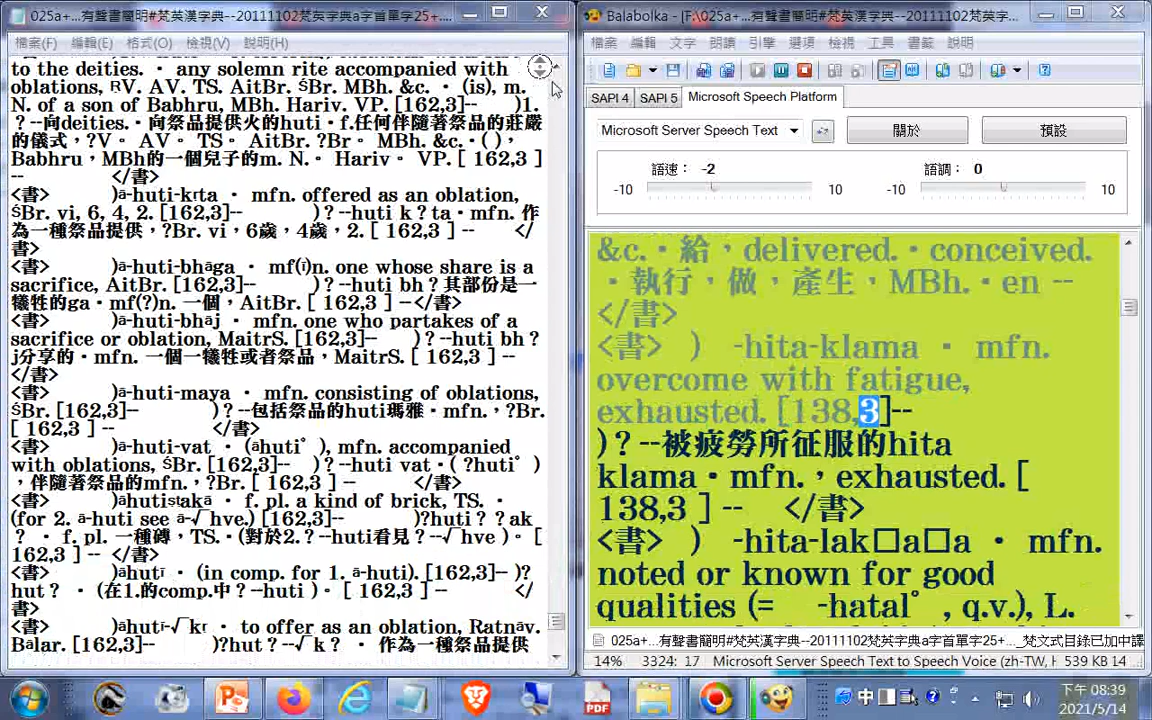 025a+...有聲書簡明#梵英漢字典--20111102梵英字典a字首單字25+...
檔案(F) 編輯(E) 格式(O) 檢視(V) 說明(H)
to the deities. · any solemn rite accompanied with
oblations, RV. AV. TS. AitBr. ŚBr. MBh. &c. · (is), m.
N. of a son of Babhru, MBh. Hariv. VP. [162,3]-- )1.
?--向deities.·向祭品提供火的huti·f.任何伴隨著祭品的莊嚴
的儀式，?V。 AV。 TS。 AitBr. ?Br。 MBh. &c.·( )，
Babhru，MBh的一個兒子的m. N.。 Hariv。 VP. [ 162,3 ]
-- </書>
<書> )ā-huti-kṛta · mfn. offered as an oblation,
ŚBr. vi, 6, 4, 2. [162,3]-- )?--huti k?ta·mfn. 作
為一種祭品提供，?Br. vi，6歲，4歲，2. [ 162,3 ] -- </
書>
<書> )ā-huti-bhāga · mf(ī)n. one whose share is a
sacrifice, AitBr. [162,3]-- )?--huti bh?其部份是一
犧牲的ga·mf(?)n. 一個，AitBr. [ 162,3 ] --</書>
<書> )ā-huti-bhāj · mfn. one who partakes of a
sacrifice or oblation, MaitrS. [162,3]-- )?--huti bh?
j分享的·mfn. 一個一犧牲或者祭品，MaitrS. [ 162,3 ] --
</書>
<書> )ā-huti-maya · mfn. consisting of oblations,
ŚBr. [162,3]-- )?--包括祭品的huti瑪雅·mfn.，?Br.
[ 162,3 ] -- </書>
<書> )ā-huti-vat · (āhuti°), mfn. accompanied
with oblations, ŚBr. [162,3]-- )?--huti vat·( ?huti°)
，伴隨著祭品的mfn.，?Br. [ 162,3 ] -- </書>
<書> )āhutīṣṭakā · f. pl. a kind of brick, TS. ·
(for 2. ā-huti see ā-√hve.) [162,3]-- )?huti??ak
?·f. pl. 一種磚，TS.·(對於2.?--huti看見?--√hve )。 [
162,3 ] -- </書>
<書> )āhutī · (in comp. for 1. ā-huti). [162,3]-- )?
hut?·(在1.的comp.中?--huti )。 [ 162,3 ] -- </
書>
<書> )āhutī-√kṛ · to offer as an oblation, Ratnāv.
Bālar. [162,3]-- )?hut?--√k?· 作為一種祭品提供
Balabolka - [F:\025a+...有聲書簡明#梵英漢字典--20111102梵英字...
檔案 編輯 文字 朗讀 引擎 選項 檢視 工具 書籤 說明
SAPI 4 SAPI 5 Microsoft Speech Platform
Microsoft Server Speech Text 關於 預設
語速： -2 語調： 0
-10 10 -10 10
&c.·給，delivered.·conceived.
·執行，做，產生，MBh.·en --
</書>
<書> ) -hita-klama · mfn.
overcome with fatigue,
exhausted. [138,3]--
)?--被疲勞所征服的hita
klama·mfn.，exhausted. [
138,3 ] -- </書>
<書> ) -hita-lak□a□a · mfn.
noted or known for good
qualities (= -hatal°, q.v.), L.
025a+...有聲書簡明#梵英漢字典--20111102梵英字典a字首單字25+..._梵文式目錄已加中譯
14% 3324: 17 Microsoft Server Speech Text to Speech Voice (zh-TW, H 539 KB 14
PDF
中
下午 08:39
2021/5/14